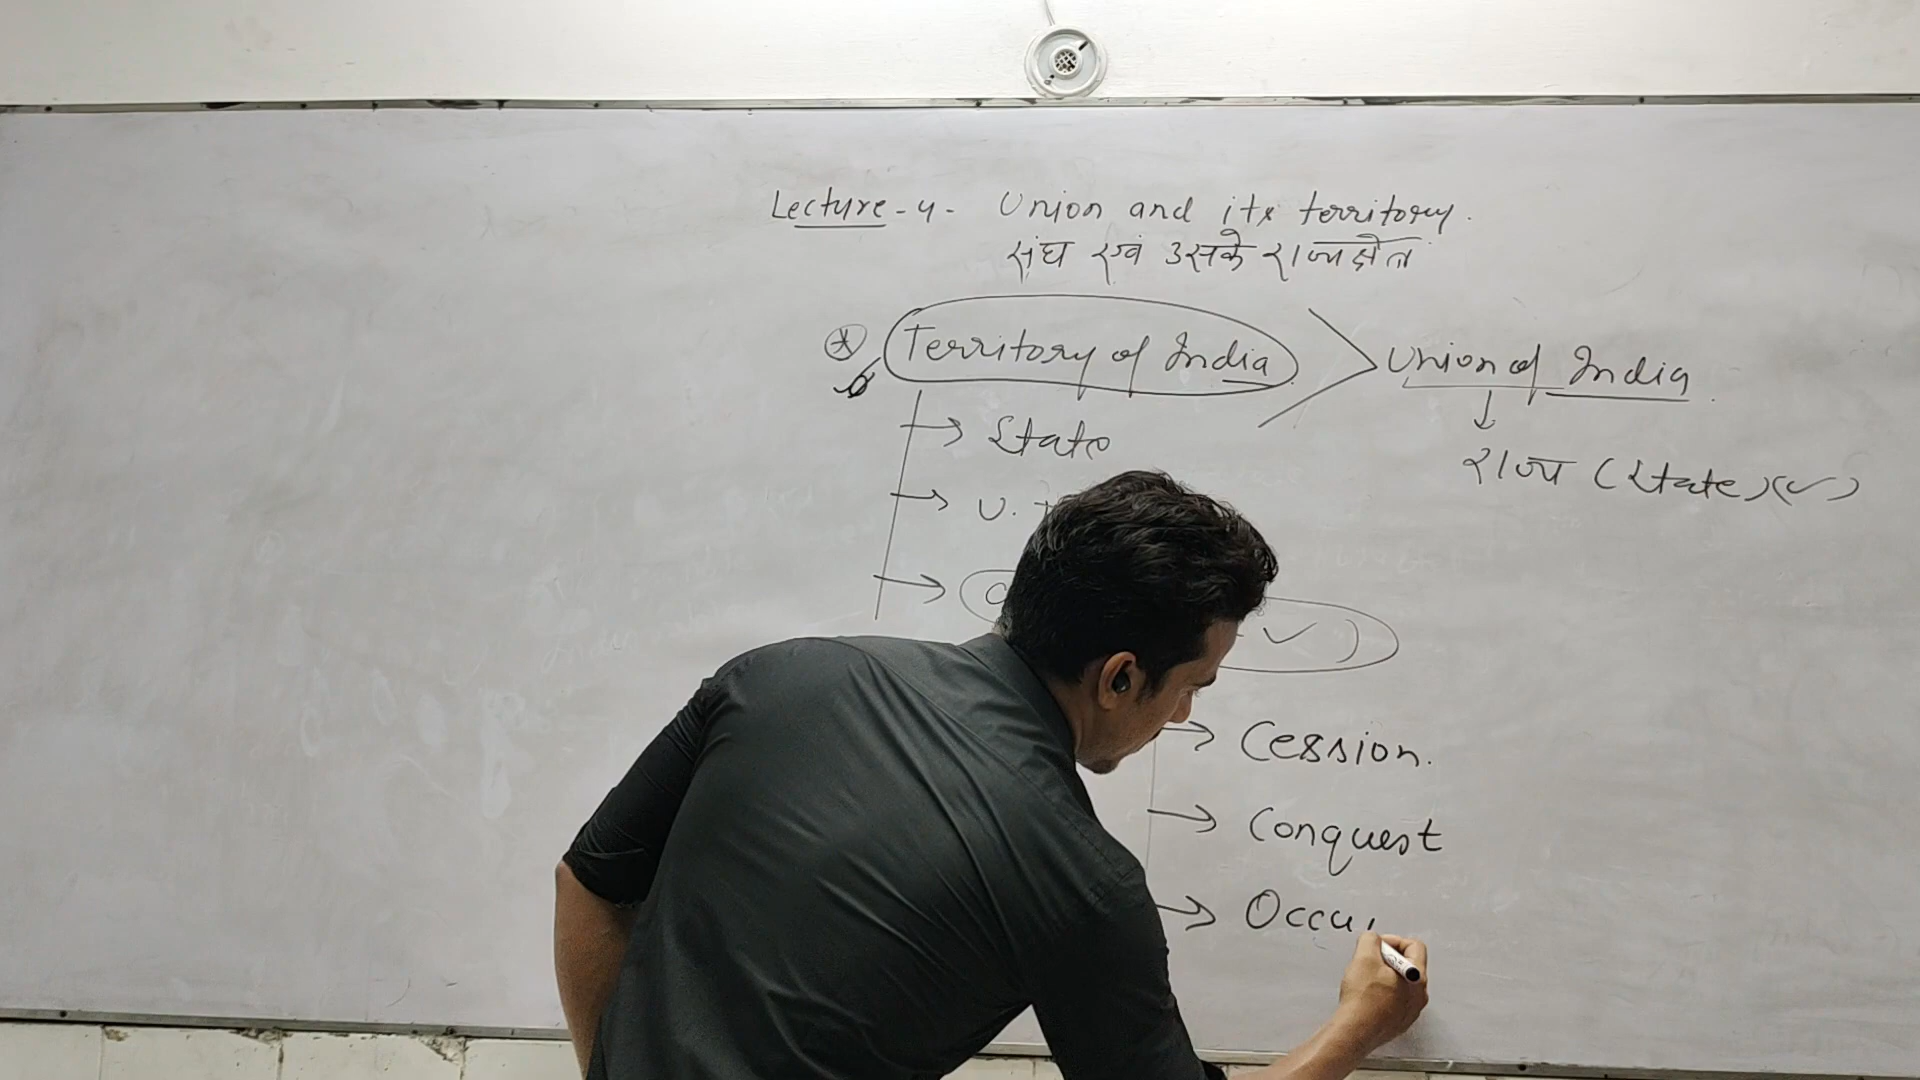 Lecture-4- Union and its territory.
संघ एवं उसके राज्यक्षेत्र
Territory of India > Union of India.
↓
→ State
राज्य (State)(✓)
→ U.T
→ ✓)
→ Cession.
→ Conquest
→ Occu